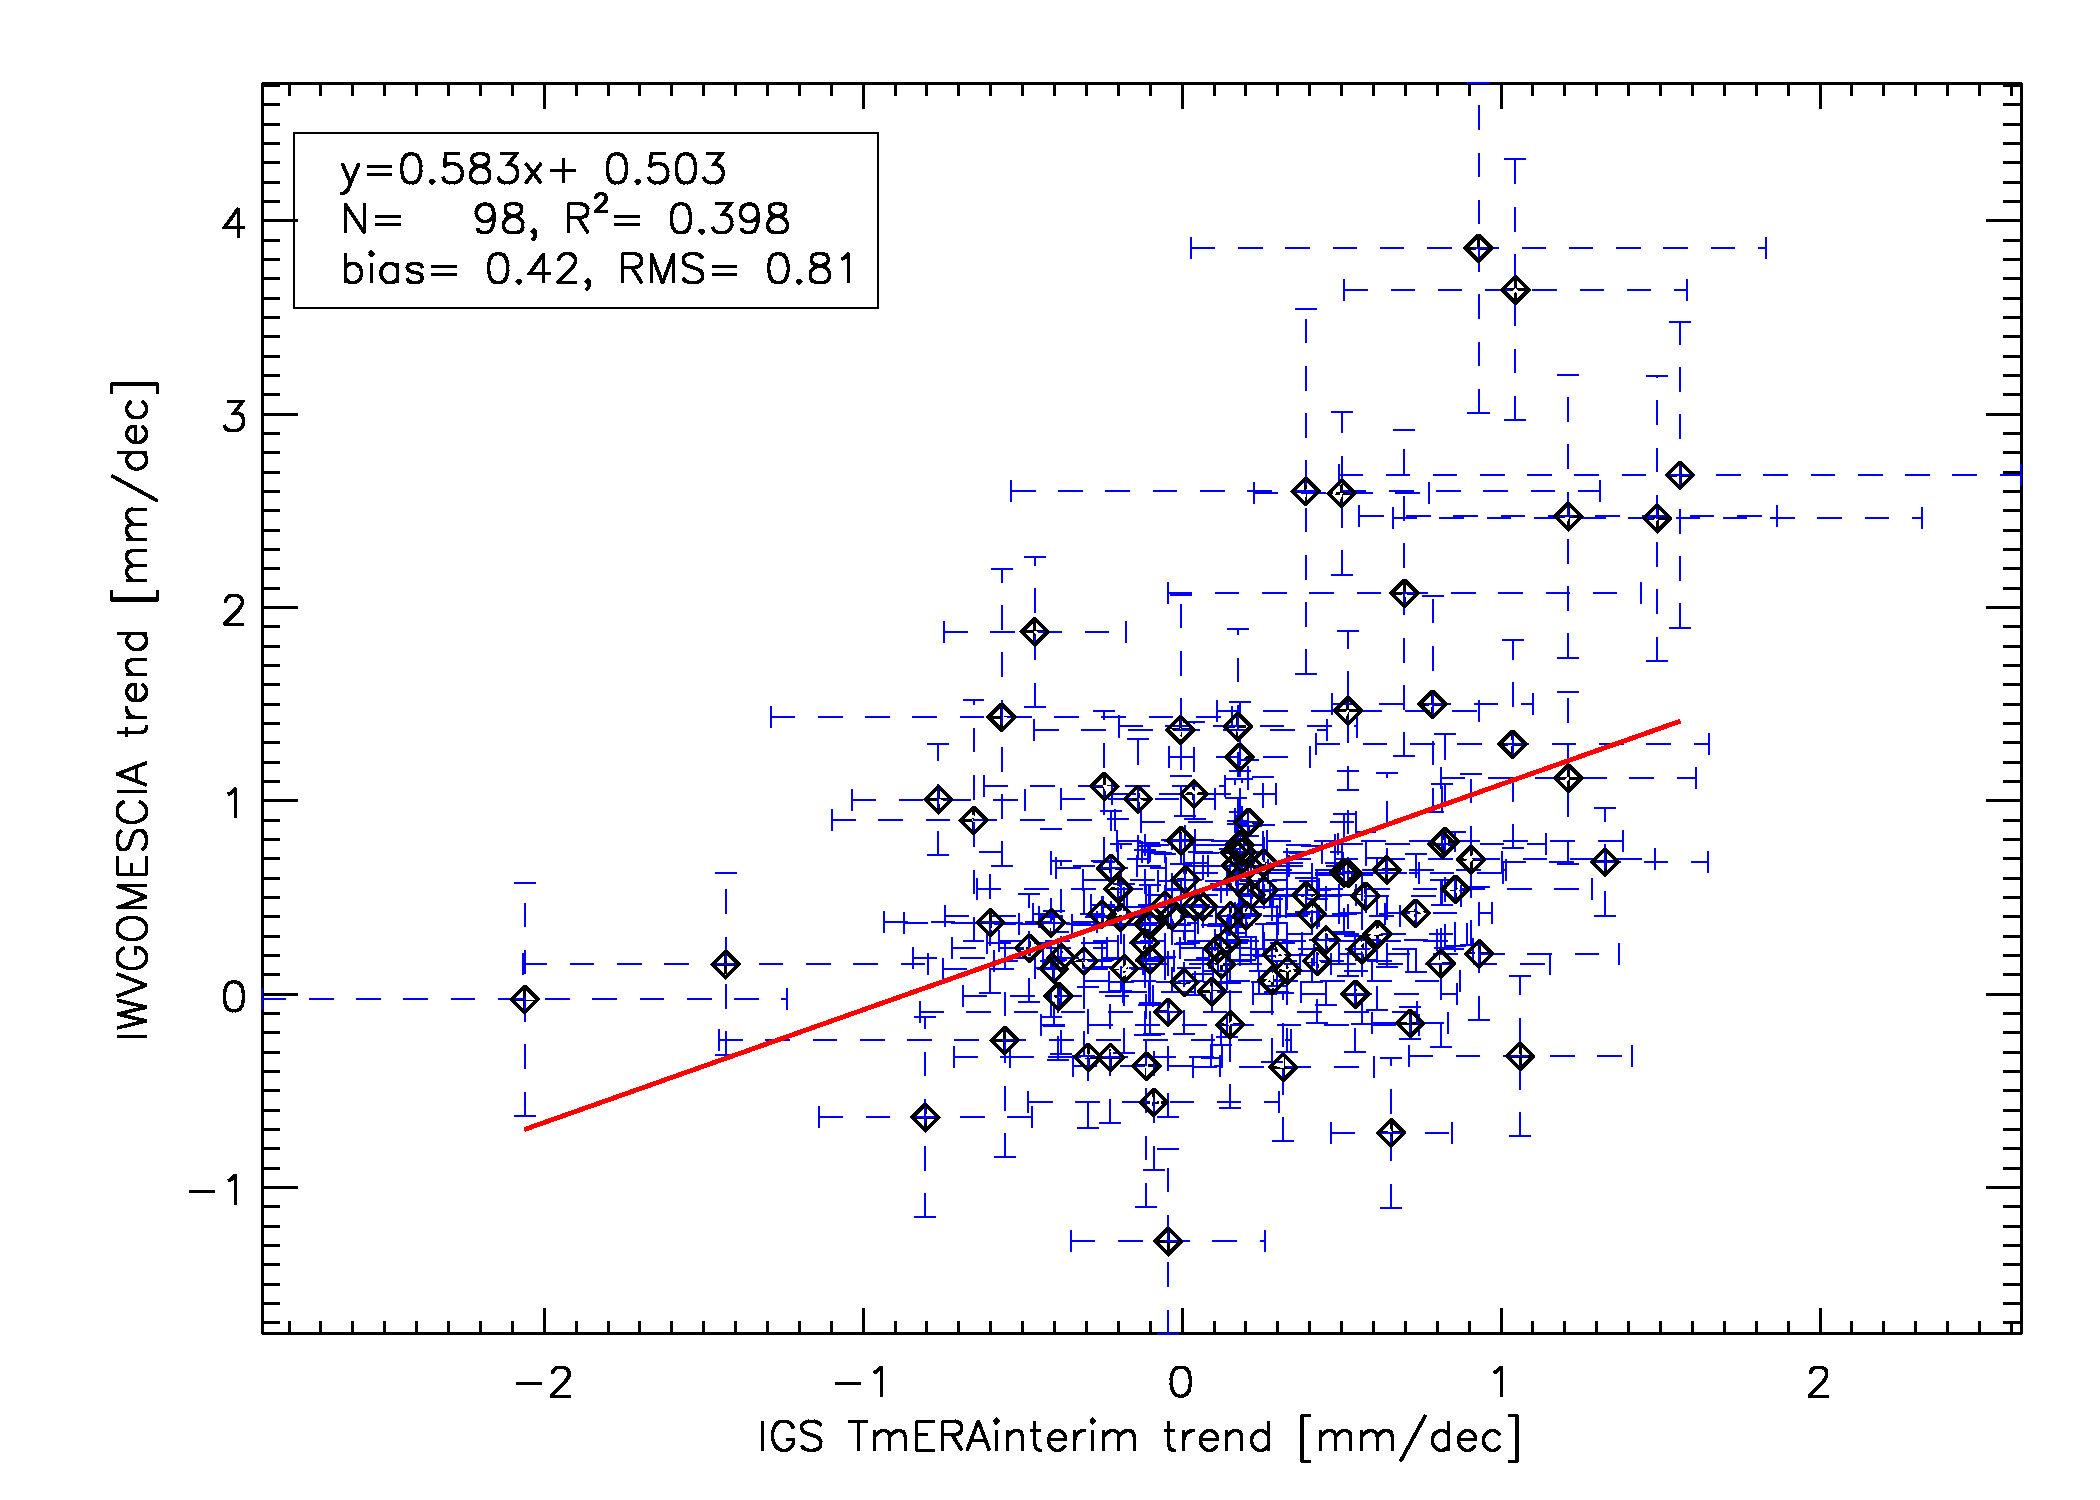 y=0.583x+ 0.503
N= 98, R²= 0.398
bias= 0.42, RMS= 0.81
4
3
2
1
0
−1
IWVGOMESCIA trend [mm/dec]
−2 −1 0 1 2
IGS TmERAinterim trend [mm/dec]